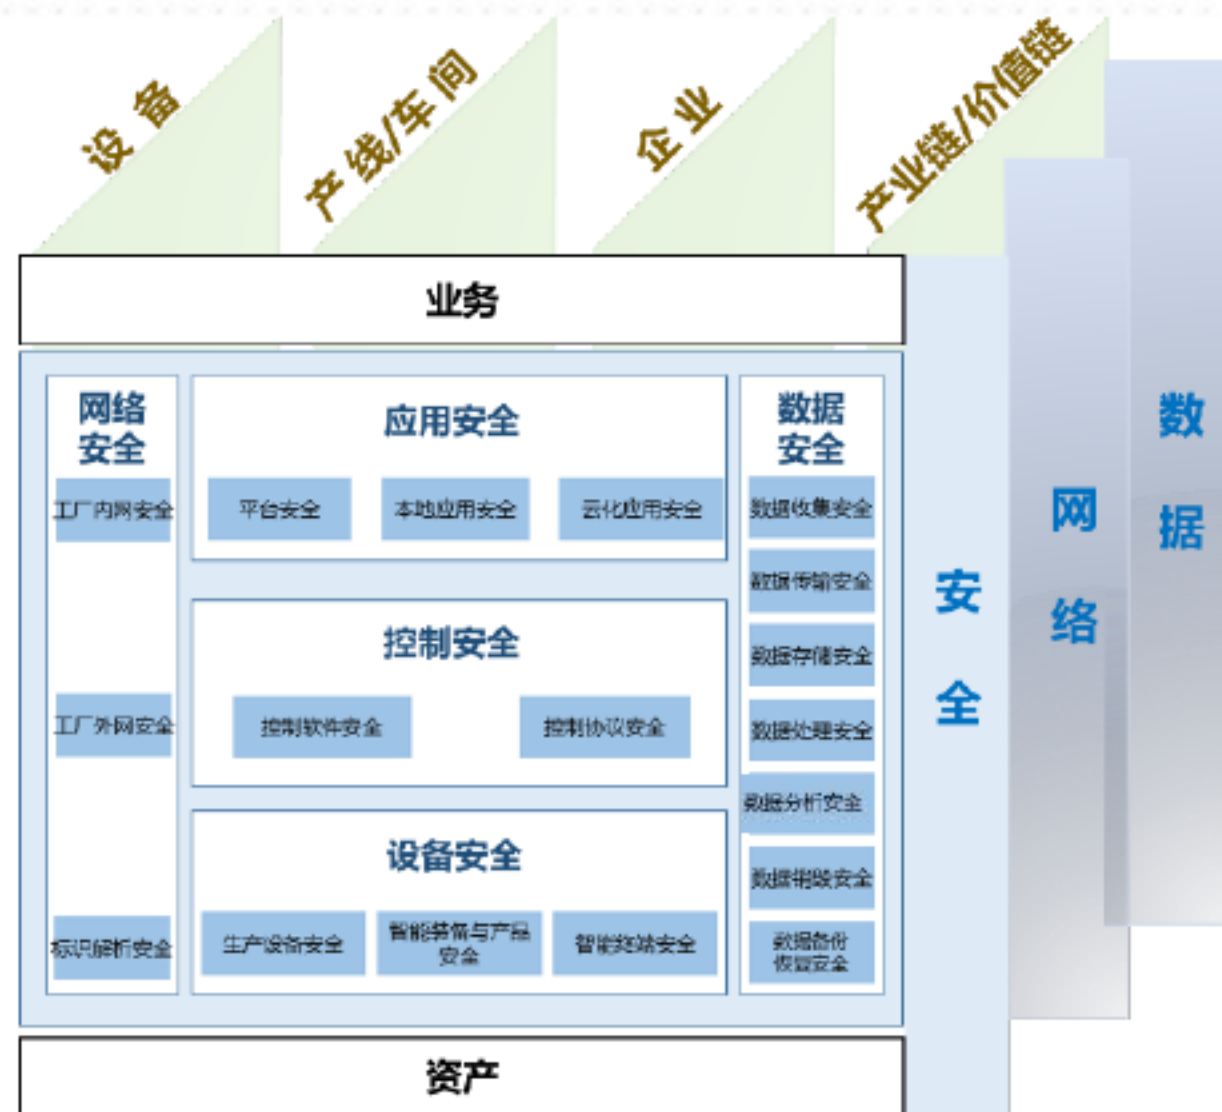 设备
产线/车间
企业
产业链/价值链
业务
网络
安全
工厂内网安全
工厂外网安全
标识解析安全
应用安全
平台安全
本地应用安全
云化应用安全
控制安全
控制软件安全
控制协议安全
设备安全
生产设备安全
智能装备与产品
安全
智能终端安全
数据
安全
数据收集安全
数据传输安全
数据存储安全
数据处理安全
数据分析安全
数据销毁安全
数据备份
恢复安全
资产
安全
网络
数据